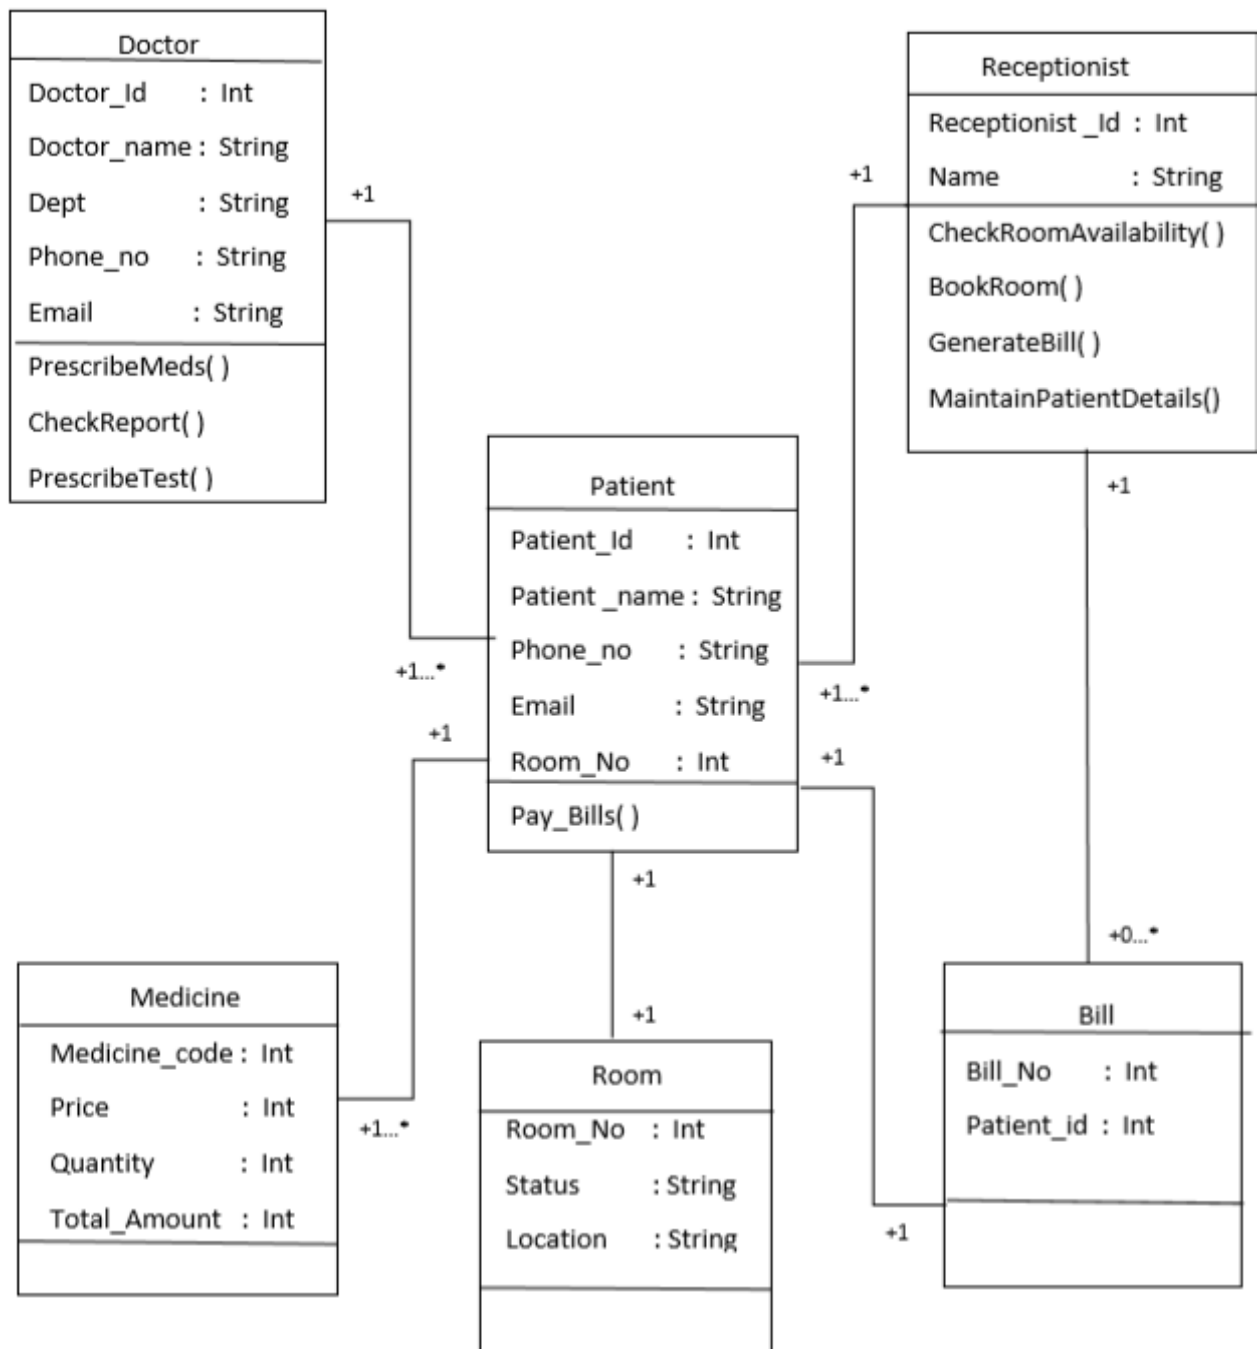 Doctor
Doctor_Id : Int
Doctor_name : String
Dept : String
Phone_no : String
Email : String
PrescribeMeds( )
CheckReport( )
PrescribeTest( )
+1
+1...*
Receptionist
Receptionist _Id : Int
Name : String
CheckRoomAvailability( )
BookRoom( )
GenerateBill( )
MaintainPatientDetails()
+1
+1...*
+1
+0...*
Patient
Patient_Id : Int
Patient _name : String
Phone_no : String
Email : String
Room_No : Int
Pay_Bills( )
+1
+1...*
+1
+1
+1
+1
Medicine
Medicine_code : Int
Price : Int
Quantity : Int
Total_Amount : Int
Room
Room_No : Int
Status : String
Location : String
Bill
Bill_No : Int
Patient_id : Int